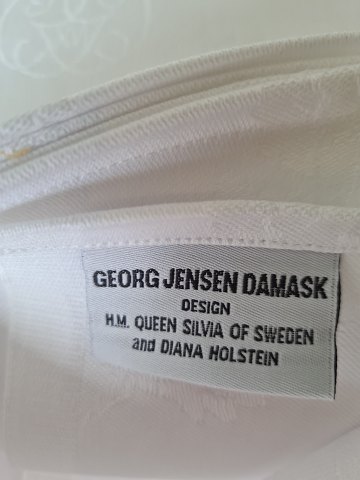 GEORG JENSEN DAMASK
DESIGN
H.M. QUEEN SILVIA OF SWEDEN
and DIANA HOLSTEIN